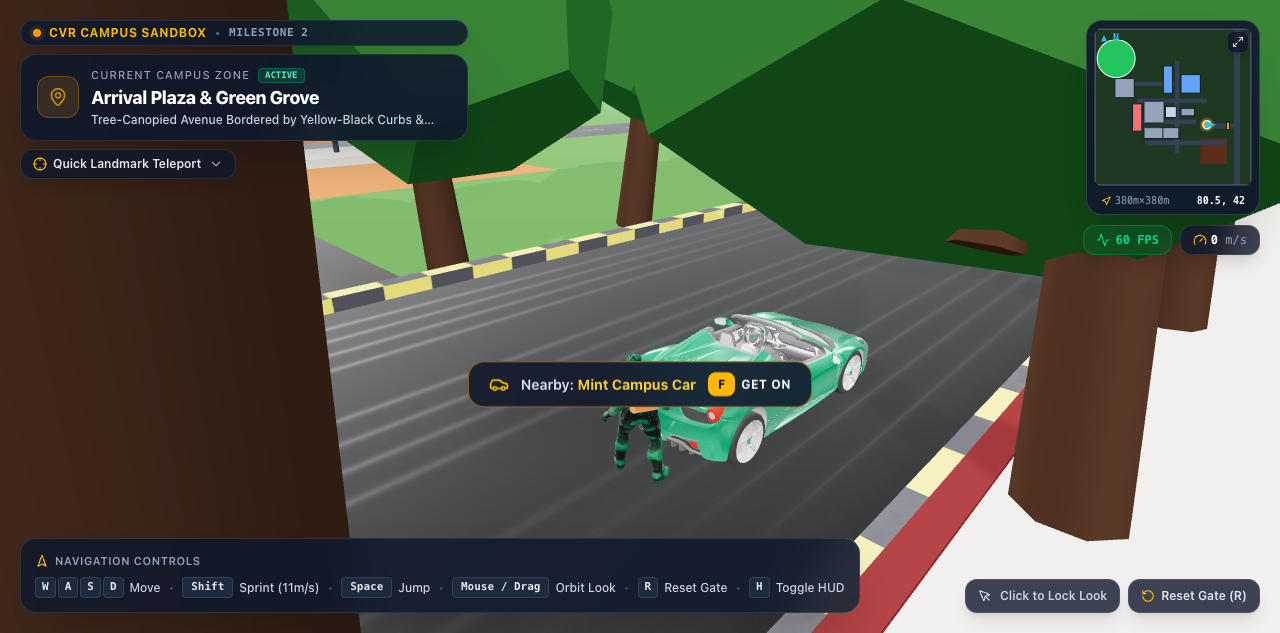 CVR CAMPUS SANDBOX • MILESTONE 2
CURRENT CAMPUS ZONE ACTIVE
Arrival Plaza & Green Grove
Tree-Canopied Avenue Bordered by Yellow-Black Curbs &...
Quick Landmark Teleport
N
380m×380m 80.5, 42
60 FPS 0 m/s
Nearby: Mint Campus Car F GET ON
NAVIGATION CONTROLS
W A S D Move • Shift Sprint (11m/s) • Space Jump • Mouse / Drag Orbit Look • R Reset Gate • H Toggle HUD
Click to Lock Look Reset Gate (R)